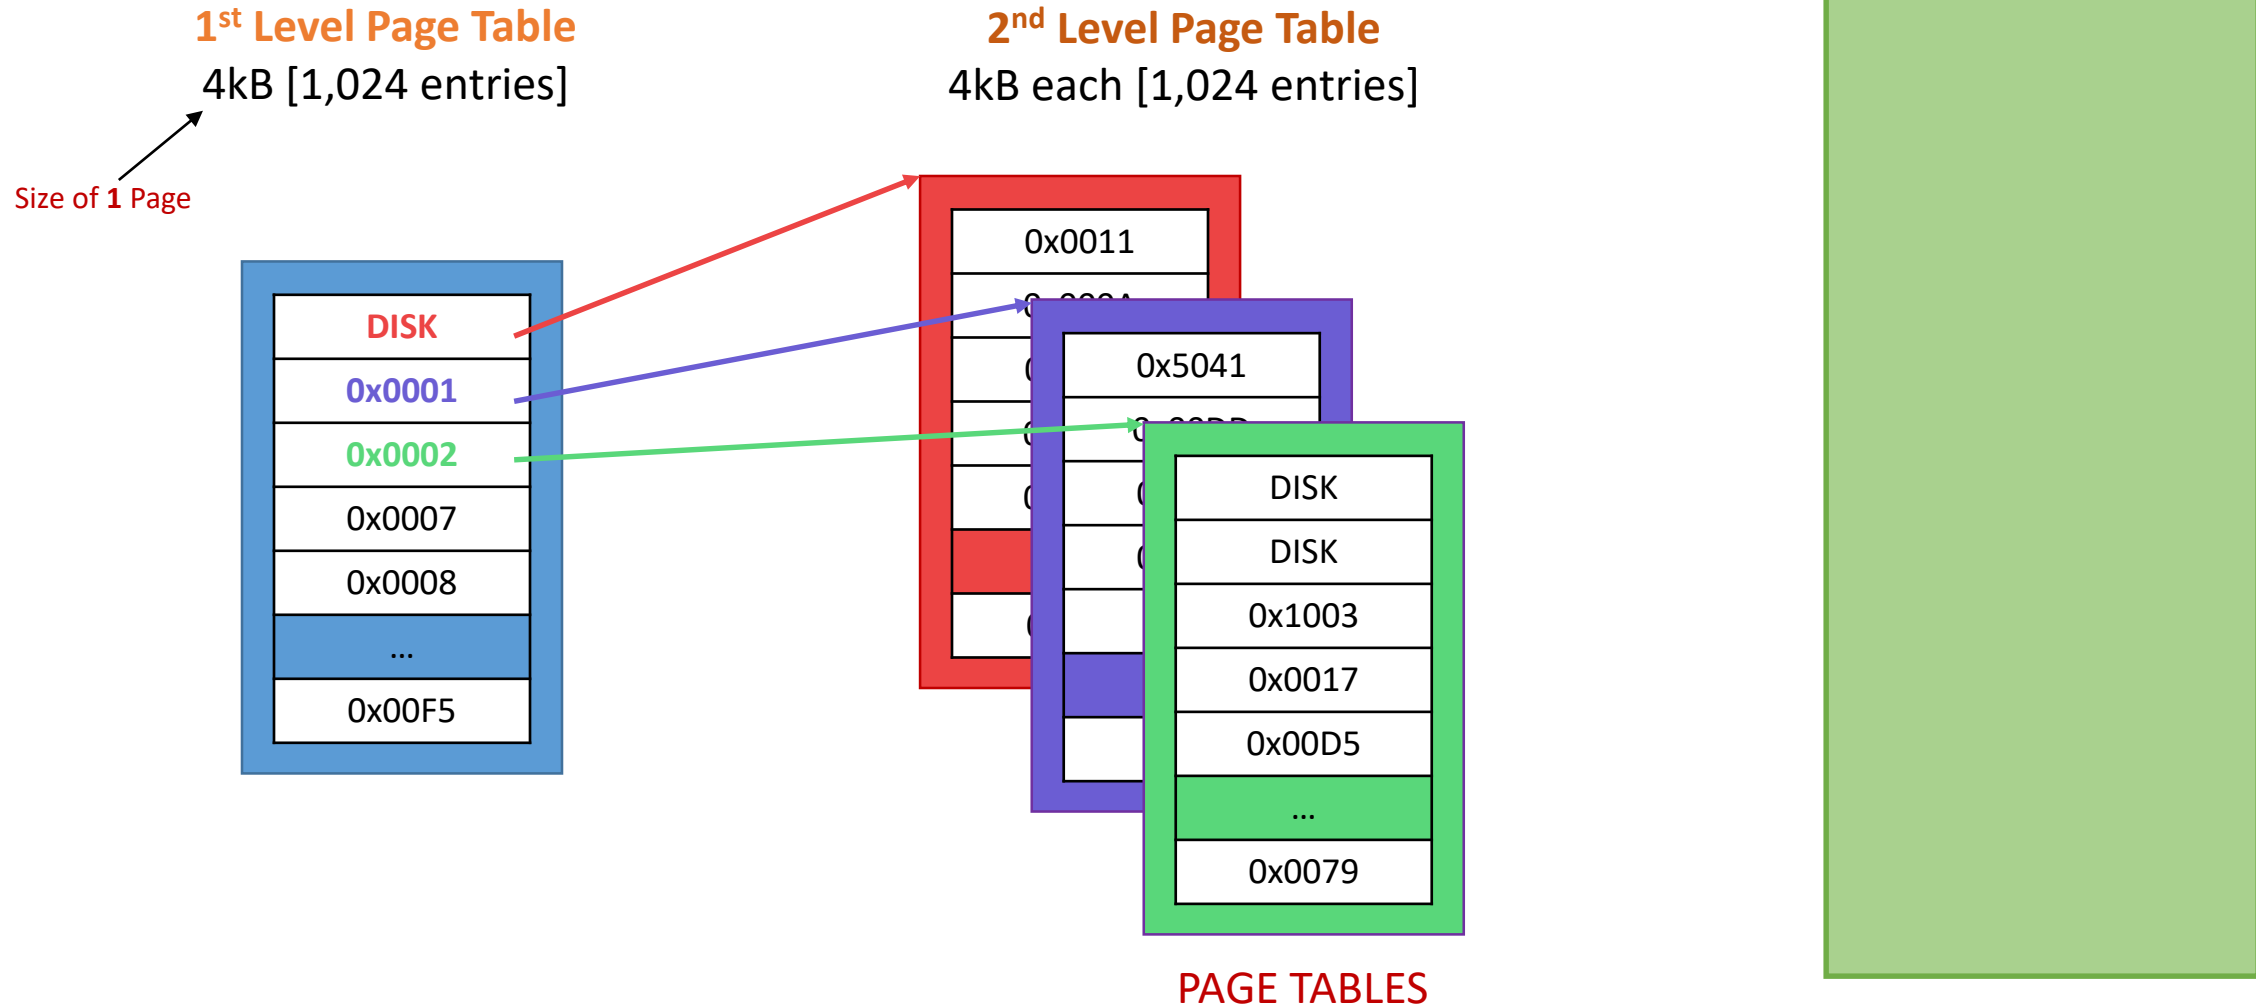 1st Level Page Table
4kB [1,024 entries]
Size of 1 Page
DISK
0x0001
0x0002
0x0007
0x0008
...
0x00F5
2nd Level Page Table
4kB each [1,024 entries]
0x0011
0x5041
DISK
DISK
0x1003
0x0017
0x00D5
...
0x0079
PAGE TABLES